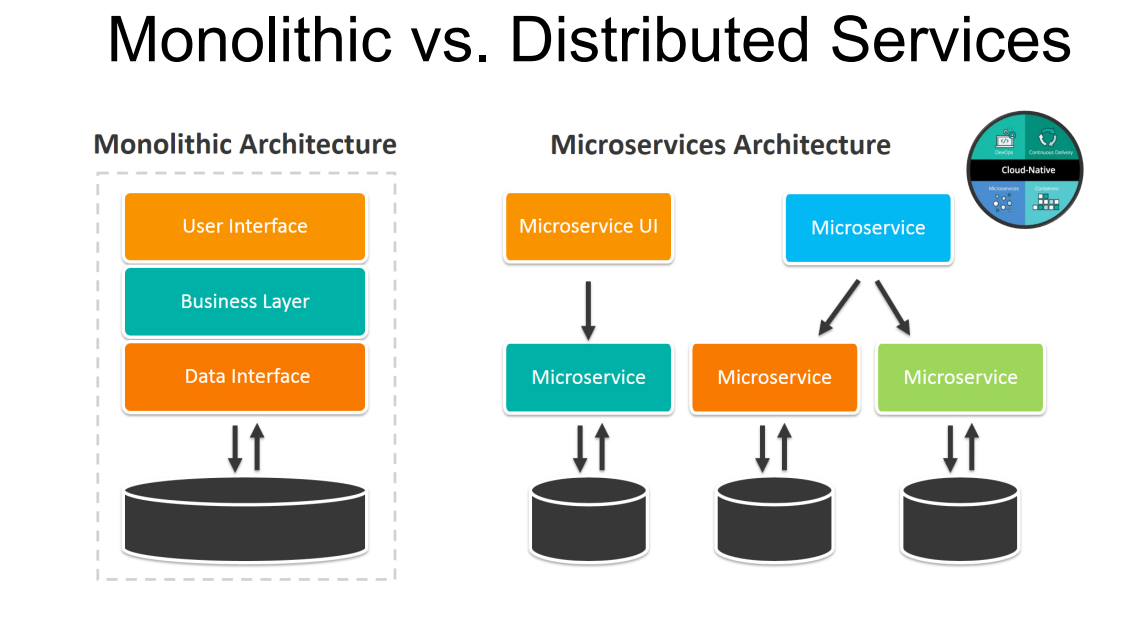 Monolithic vs. Distributed Services
Monolithic Architecture
User Interface
Business Layer
Data Interface
Microservices Architecture
Microservice UI
Microservice
Microservice
Microservice
Microservice
DevOps
Continuous Delivery
Cloud-Native
Microservices
Containers